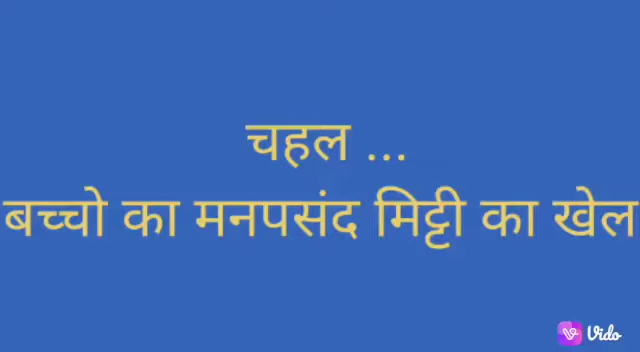 चहल ...
बच्चो का मनपसंद मिट्टी का खेल
Vido